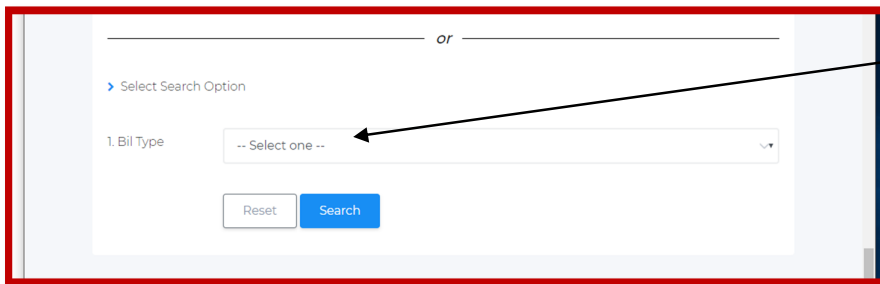 or
Select Search Option
1. Bil Type
-- Select one --
Reset Search